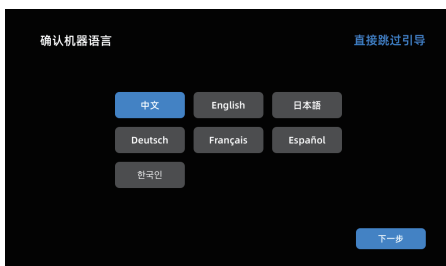 确认机器语言 直接跳过引导
中文 English 日本語
Deutsch Français Español
한국인
下一步